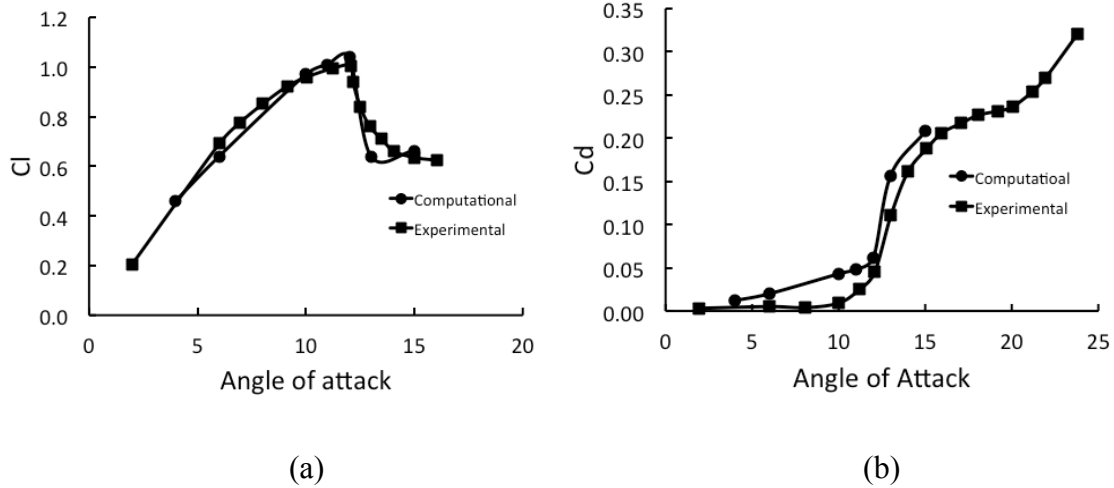 1.2
1.0
0.8
0.6
0.4
0.2
0.0
Cl
0 5 10 15 20
Angle of attack
Computational
Experimental
(a)
0.35
0.30
0.25
0.20
0.15
0.10
0.05
0.00
Cd
0 5 10 15 20 25
Angle of Attack
Computatioal
Experimental
(b)